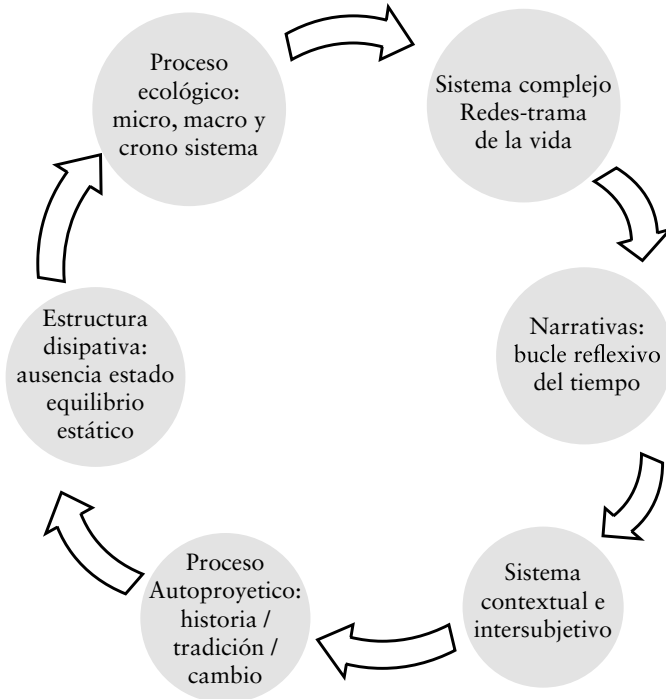 Proceso
ecológico:
micro, macro y
crono sistema
Sistema complejo
Redes-trama
de la vida
Narrativas:
bucle reflexivo
del tiempo
Sistema
contextual e
intersubjetivo
Proceso
Autoproyetico:
historia /
tradición /
cambio
Estructura
disipativa:
ausencia estado
equilibrio
estático